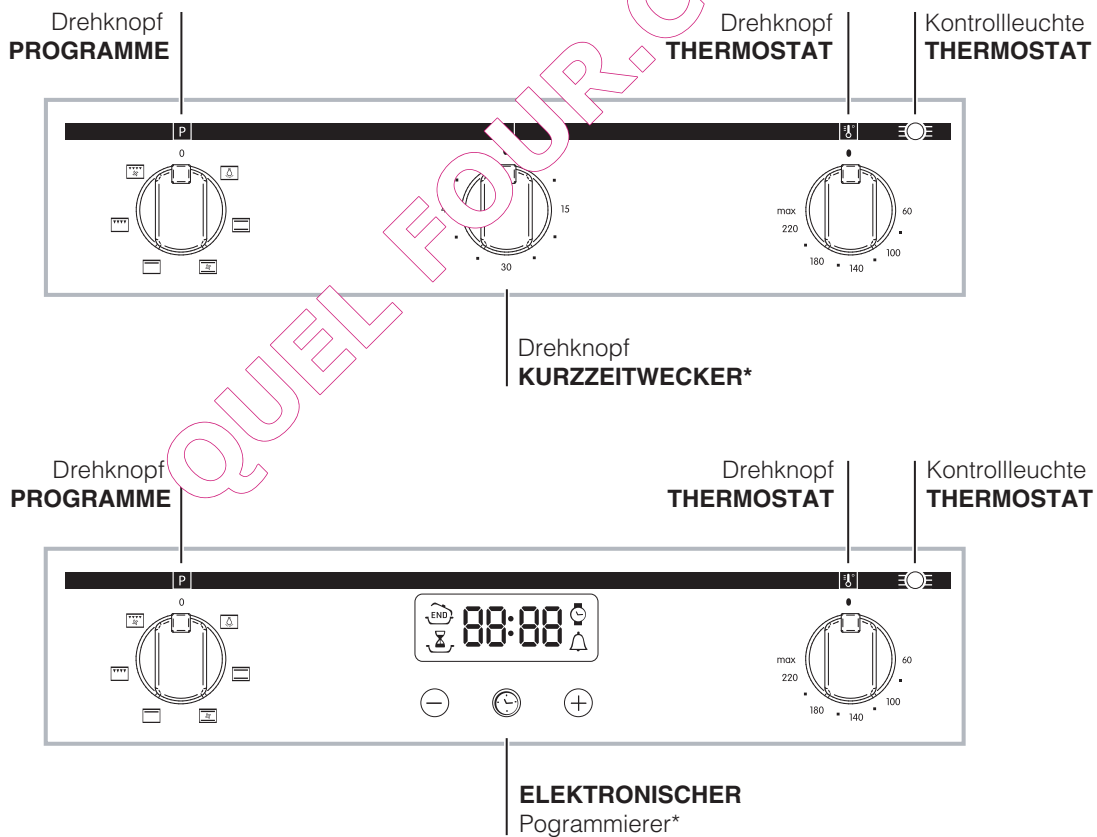 Drehknopf
PROGRAMME
Drehknopf
THERMOSTAT
Kontrollleuchte
THERMOSTAT
P
0
15
30
max
220
180
140
100
60
Drehknopf
KURZZEITWECKER*
QUEL FOUR.C
Drehknopf
PROGRAMME
Drehknopf
THERMOSTAT
Kontrollleuchte
THERMOSTAT
P
0
END
88:88
max
220
180
140
100
60
ELEKTRONISCHER
Pogrammierer*